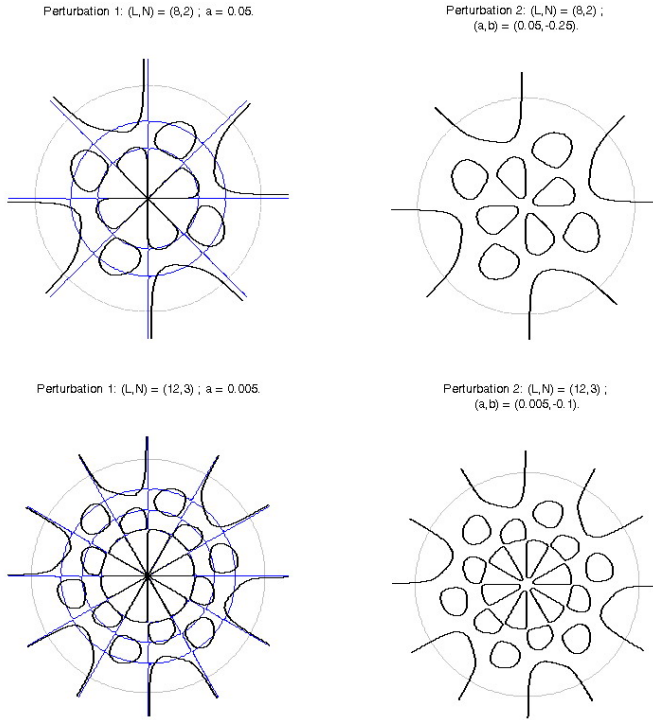 Perturbation 1: (L,N) = (8,2) ; a = 0.05.
Perturbation 2: (L,N) = (8,2) ;
(a,b) = (0.05,-0.25).
Perturbation 1: (L,N) = (12,3) ; a = 0.005.
Perturbation 2: (L,N) = (12,3) ;
(a,b) = (0.005,-0.1).